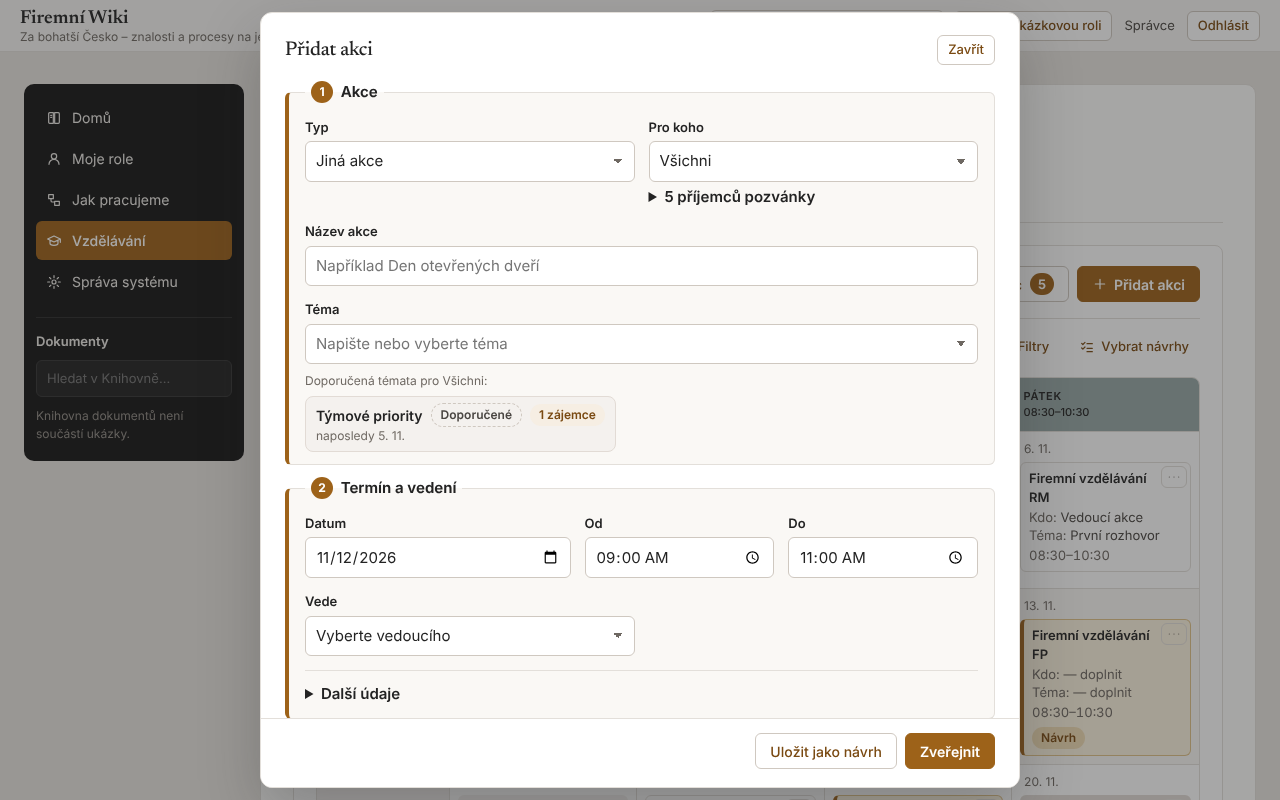 Firemní Wiki
Za bohatší Česko – znalosti a procesy na
Správce
Odhlásit
Domů
Moje role
Jak pracujeme
Vzdělávání
Správa systému
Dokumenty
Hledat v Knihovně...
Knihovna dokumentů není
součástí ukázky.
Přidat akci
Zavřít
1 Akce
Typ
Pro koho
Jiná akce
Všichni
5 příjemců pozvánky
Název akce
Například Den otevřených dveří
Téma
Napište nebo vyberte téma
Doporučená témata pro Všichni:
Týmové priority Doporučené 1 zájemce
naposledy 5. 11.
2 Termín a vedení
Datum
Od
Do
11/12/2026
09:00 AM
11:00 AM
Vede
Vyberte vedoucího
Další údaje
Uložit jako návrh
Zveřejnit
5
+ Přidat akci
Filtry
Vybrat návrhy
PÁTEK
08:30–10:30
6. 11.
Firemní vzdělávání
RM
Kdo: Vedoucí akce
Téma: První rozhovor
08:30–10:30
13. 11.
Firemní vzdělávání
FP
Kdo: — doplnit
Téma: — doplnit
08:30–10:30
Návrh
20. 11.